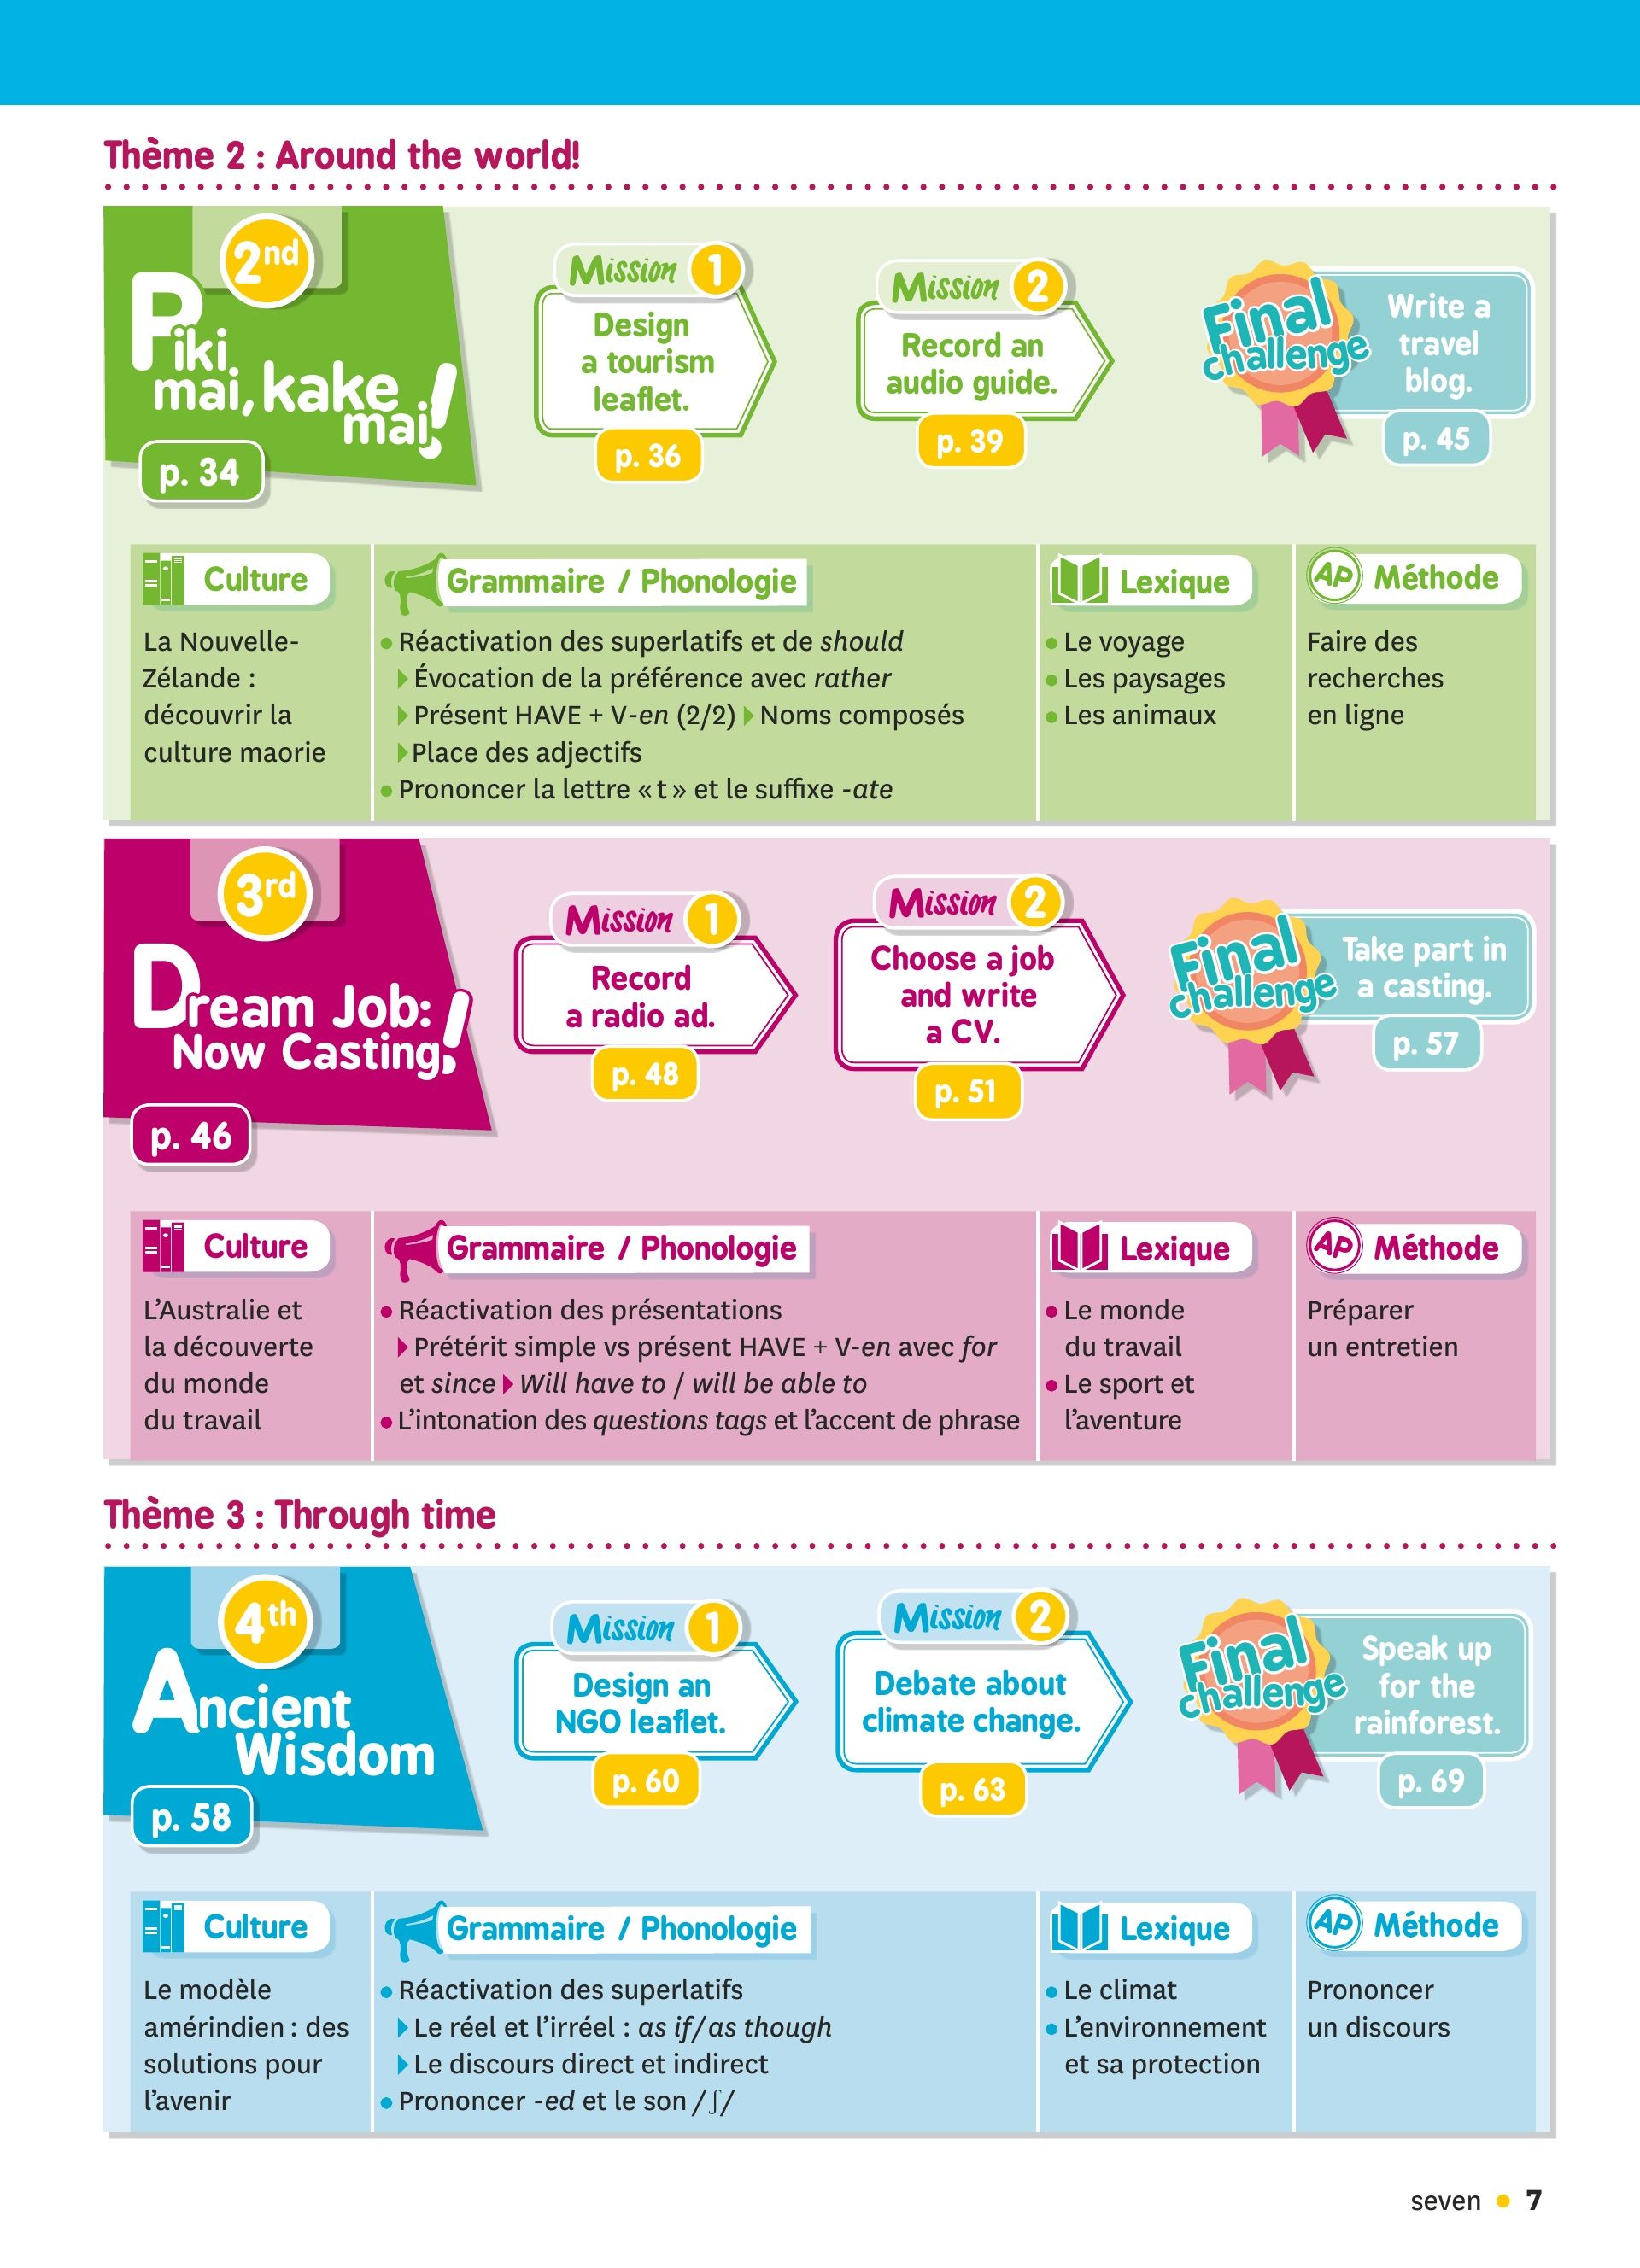 Thème 2 : Around the world!
2nd
Piki
mai, kake
mai!
p. 34
Mission 1
Design
a tourism
leaflet.
p. 36
Mission 2
Record an
audio guide.
p. 39
Final
challenge
Write a
travel
blog.
p. 45
Culture
La Nouvelle-
Zélande :
découvrir la
culture maorie
Grammaire / Phonologie
• Réactivation des superlatifs et de should
▶ Évocation de la préférence avec rather
▶ Présent HAVE + V-en (2/2) ▶ Noms composés
▶ Place des adjectifs
• Prononcer la lettre « t » et le suffixe -ate
Lexique
• Le voyage
• Les paysages
• Les animaux
AP Méthode
Faire des
recherches
en ligne
3rd
Dream Job:
Now Casting!
p. 46
Mission 1
Record
a radio ad.
p. 48
Mission 2
Choose a job
and write
a CV.
p. 51
Final
challenge
Take part in
a casting.
p. 57
Culture
L'Australie et
la découverte
du monde
du travail
Grammaire / Phonologie
• Réactivation des présentations
▶ Prétérit simple vs présent HAVE + V-en avec for
et since ▶ Will have to / will be able to
• L'intonation des questions tags et l'accent de phrase
Lexique
• Le monde
du travail
• Le sport et
l'aventure
AP Méthode
Préparer
un entretien
Thème 3 : Through time
4th
Ancient
Wisdom
p. 58
Mission 1
Design an
NGO leaflet.
p. 60
Mission 2
Debate about
climate change.
p. 63
Final
challenge
Speak up
for the
rainforest.
p. 69
Culture
Le modèle
amérindien : des
solutions pour
l'avenir
Grammaire / Phonologie
• Réactivation des superlatifs
▶ Le réel et l'irréel : as if/as though
▶ Le discours direct et indirect
• Prononcer -ed et le son /ʃ/
Lexique
• Le climat
• L'environnement
et sa protection
AP Méthode
Prononcer
un discours
seven • 7